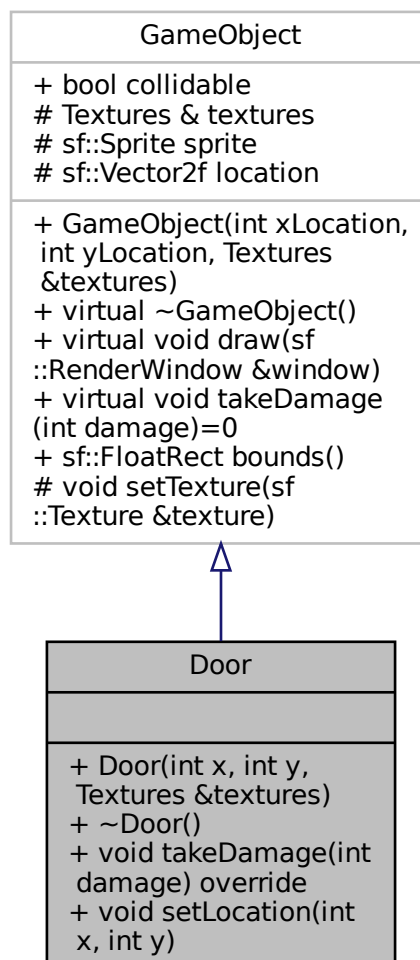 GameObject
+ bool collidable
# Textures & textures
# sf::Sprite sprite
# sf::Vector2f location
+ GameObject(int xLocation,
int yLocation, Textures
&textures)
+ virtual ~GameObject()
+ virtual void draw(sf
::RenderWindow &window)
+ virtual void takeDamage
(int damage)=0
+ sf::FloatRect bounds()
# void setTexture(sf
::Texture &texture)
Door
+ Door(int x, int y,
Textures &textures)
+ ~Door()
+ void takeDamage(int
damage) override
+ void setLocation(int
x, int y)